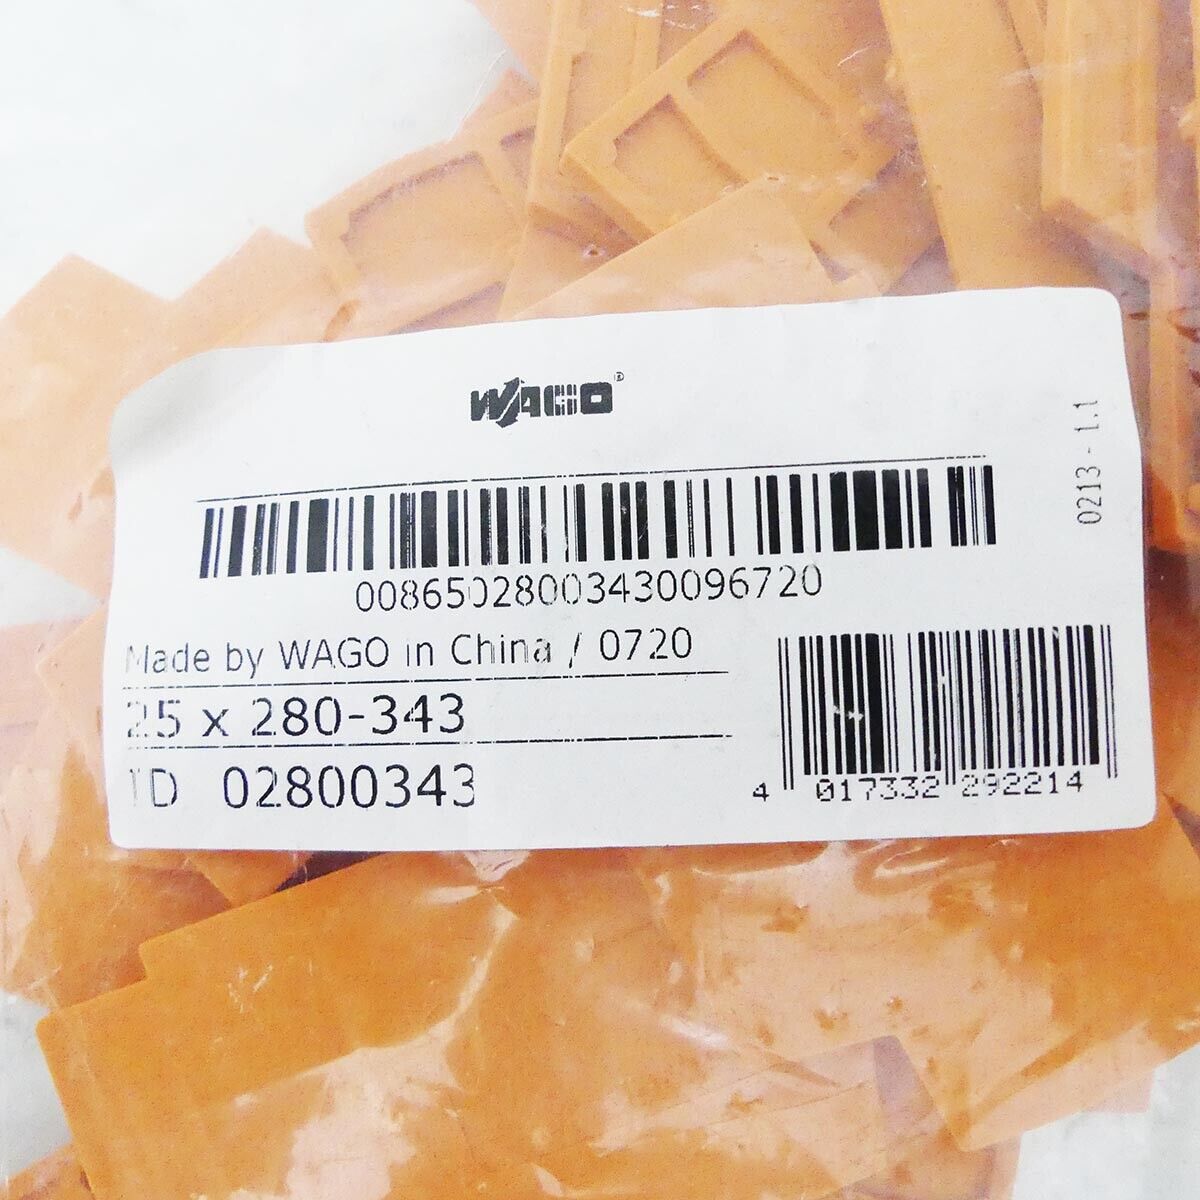 WAGO®
0213 - 1.1
00865028003430096720
Made by WAGO in China / 0720
25 x 280-343
ID 02800343
4 017332 292214